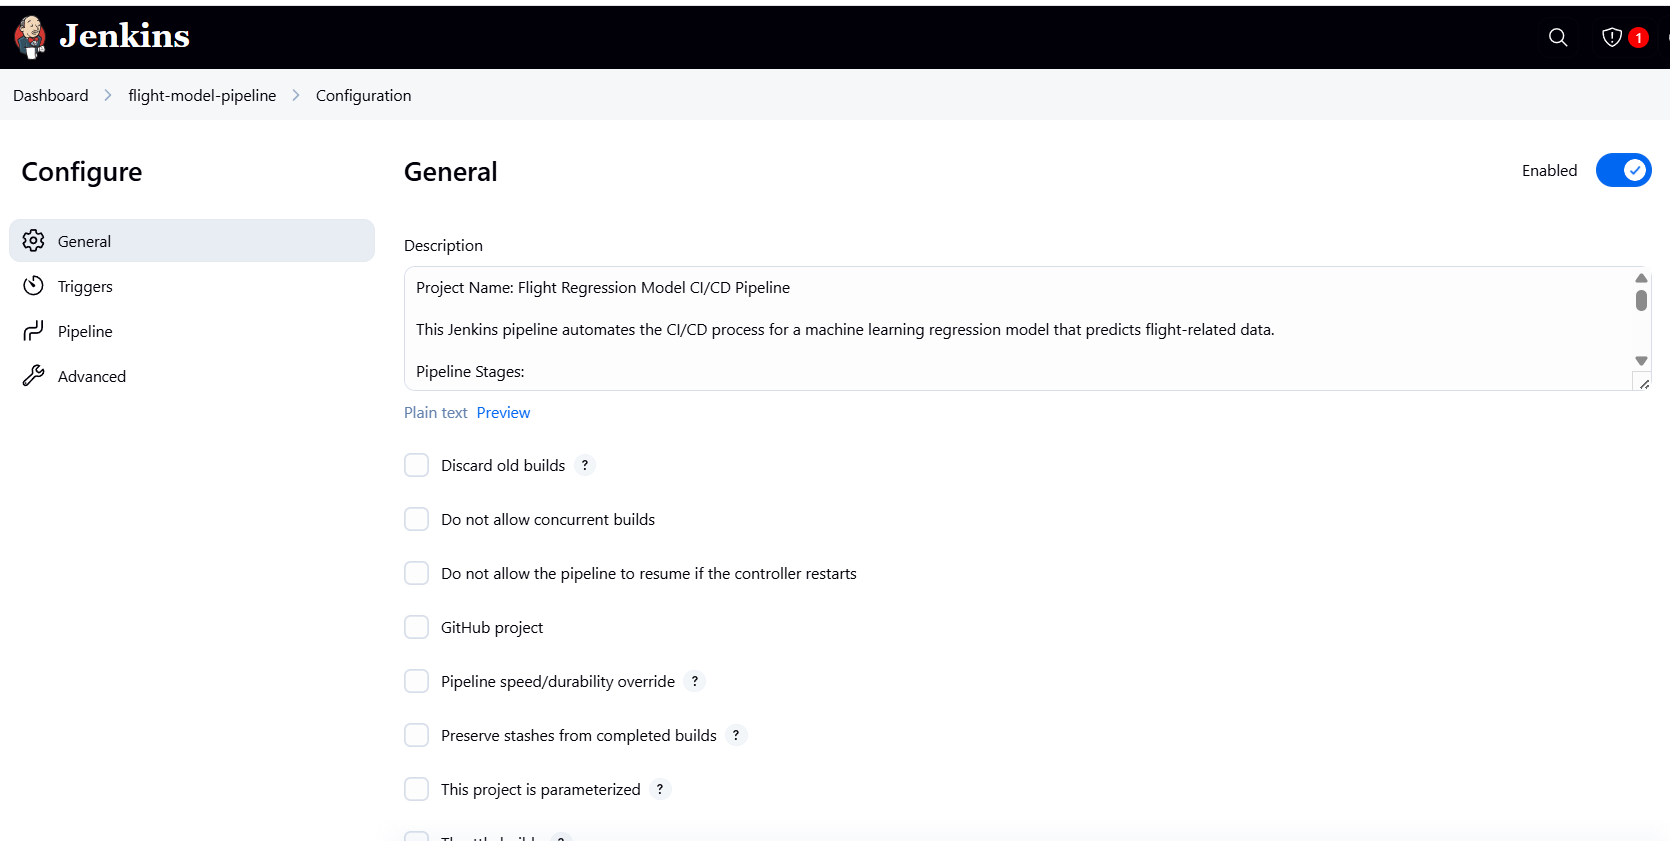 Jenkins
1
Dashboard > flight-model-pipeline > Configuration
Configure
General
Triggers
Pipeline
Advanced
General
Enabled
Description
Project Name: Flight Regression Model CI/CD Pipeline
This Jenkins pipeline automates the CI/CD process for a machine learning regression model that predicts flight-related data.
Pipeline Stages:
Plain text Preview
Discard old builds ?
Do not allow concurrent builds
Do not allow the pipeline to resume if the controller restarts
GitHub project
Pipeline speed/durability override ?
Preserve stashes from completed builds ?
This project is parameterized ?